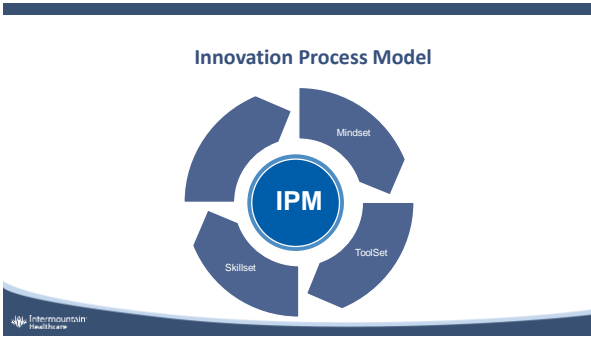 Innovation Process Model
Mindset
IPM
ToolSet
Skillset
Intermountain
Healthcare